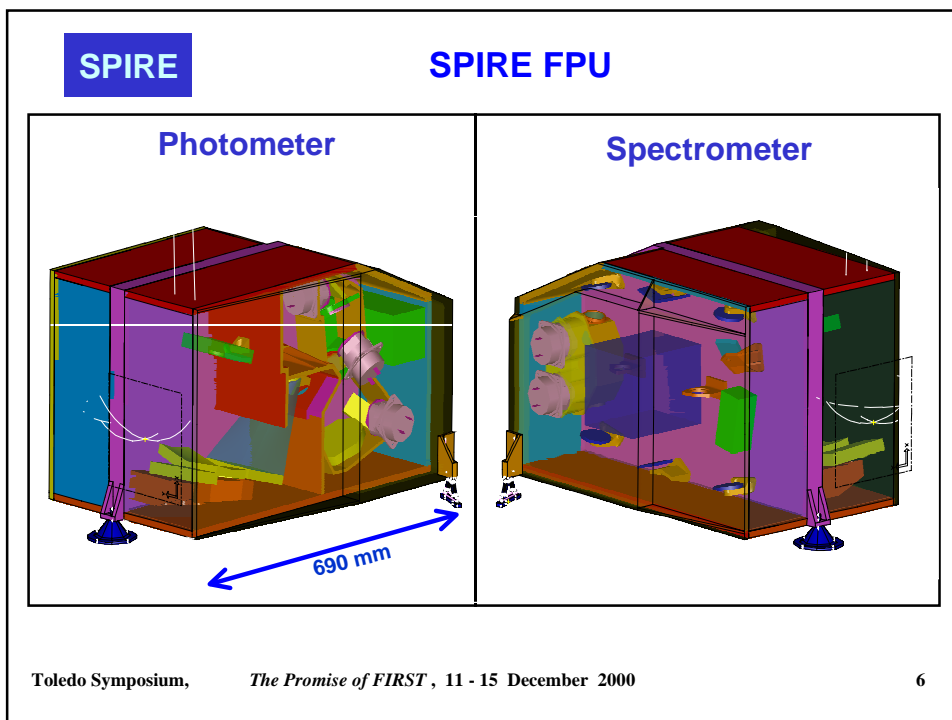 SPIRE
SPIRE FPU
Photometer
Spectrometer
690 mm
Toledo Symposium, The Promise of FIRST , 11 - 15 December 2000 6